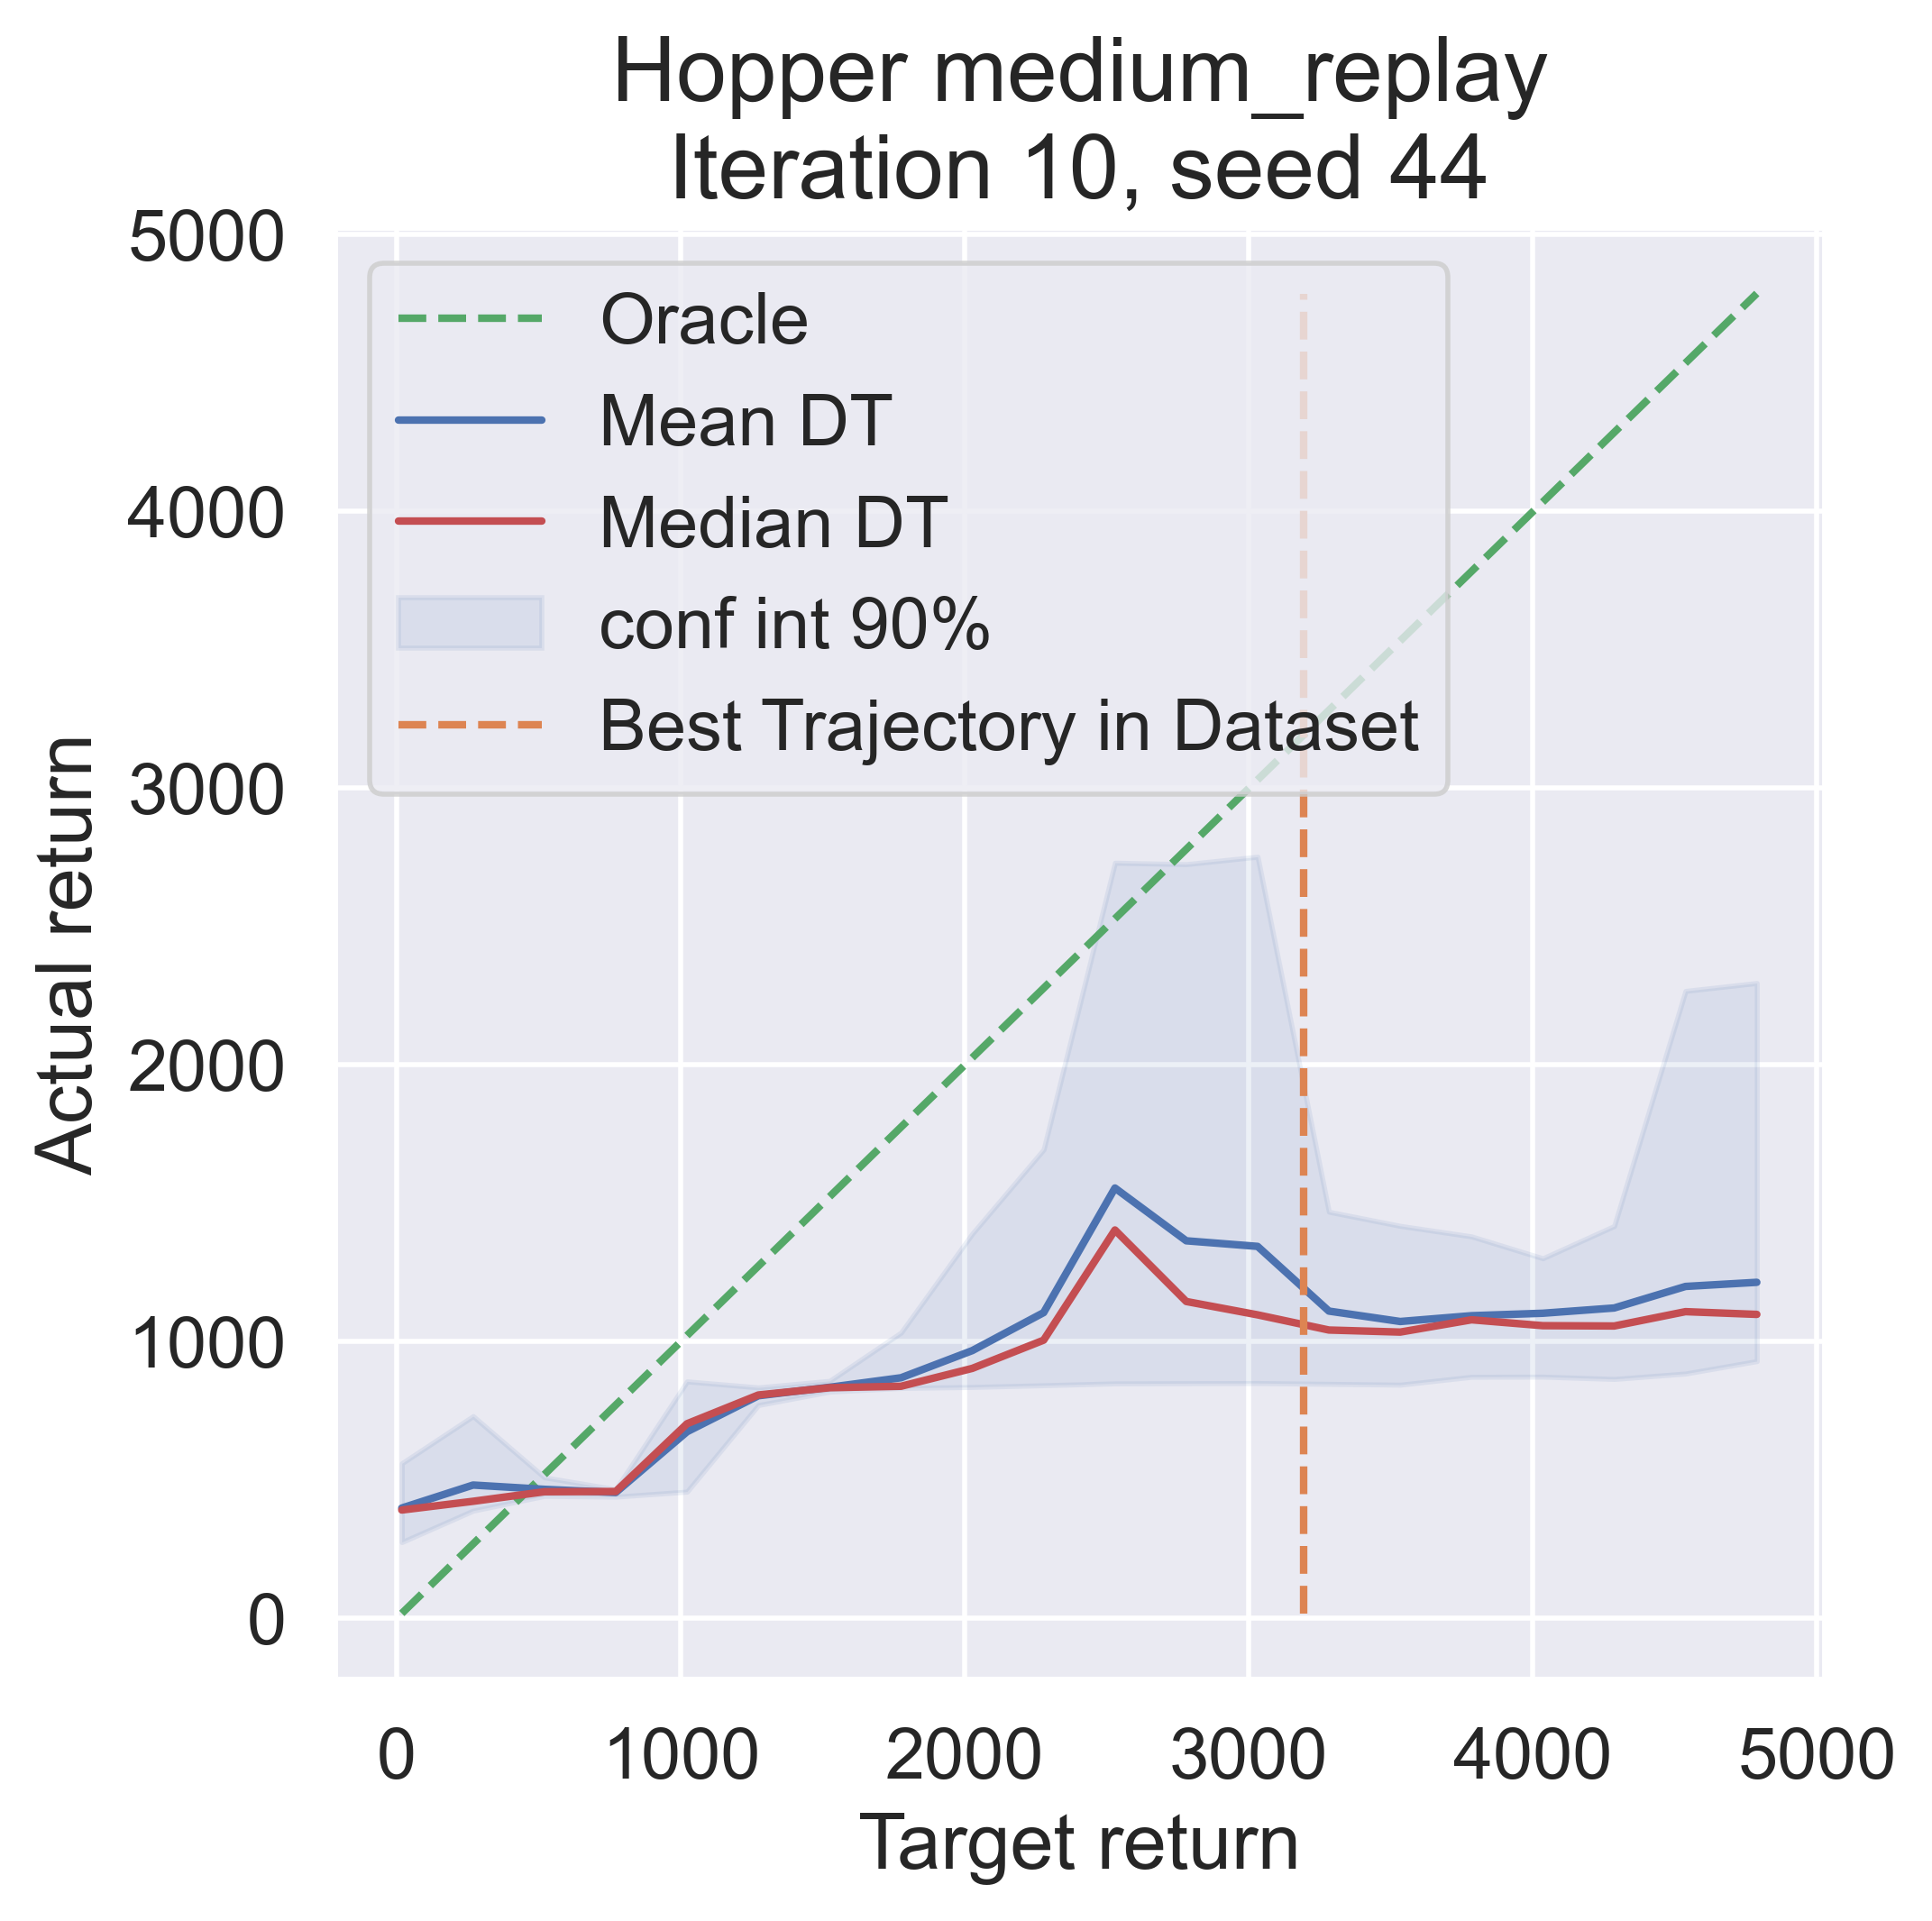 Hopper medium_replay
Iteration 10, seed 44
5000
4000
3000
2000
1000
0
Actual return
Oracle
Mean DT
Median DT
conf int 90%
Best Trajectory in Dataset
0 1000 2000 3000 4000 5000
Target return